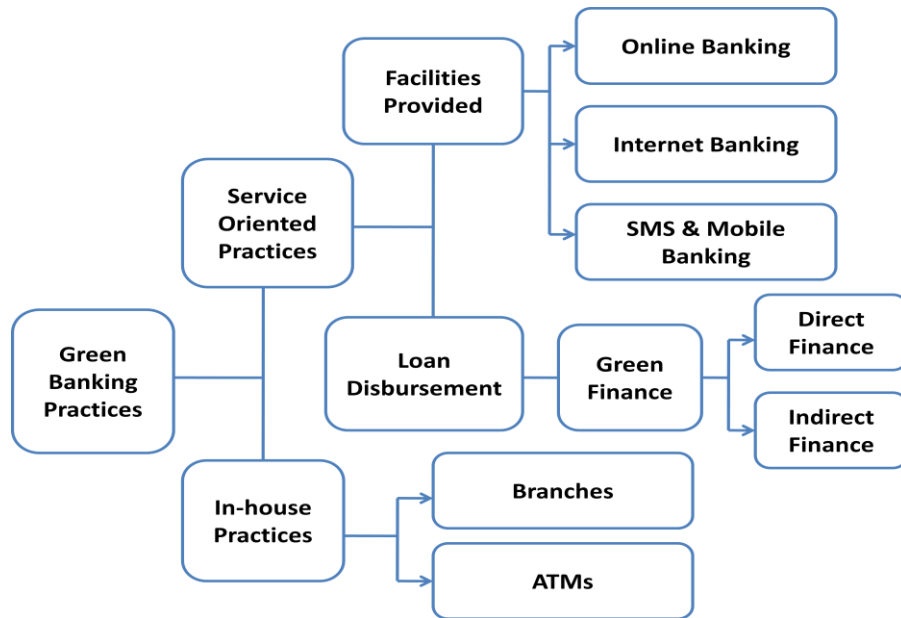 Online Banking
Facilities
Provided
Internet Banking
Service
Oriented
Practices
SMS & Mobile
Banking
Green
Banking
Practices
Loan
Disbursement
Green
Finance
Direct
Finance
Indirect
Finance
In-house
Practices
Branches
ATMs